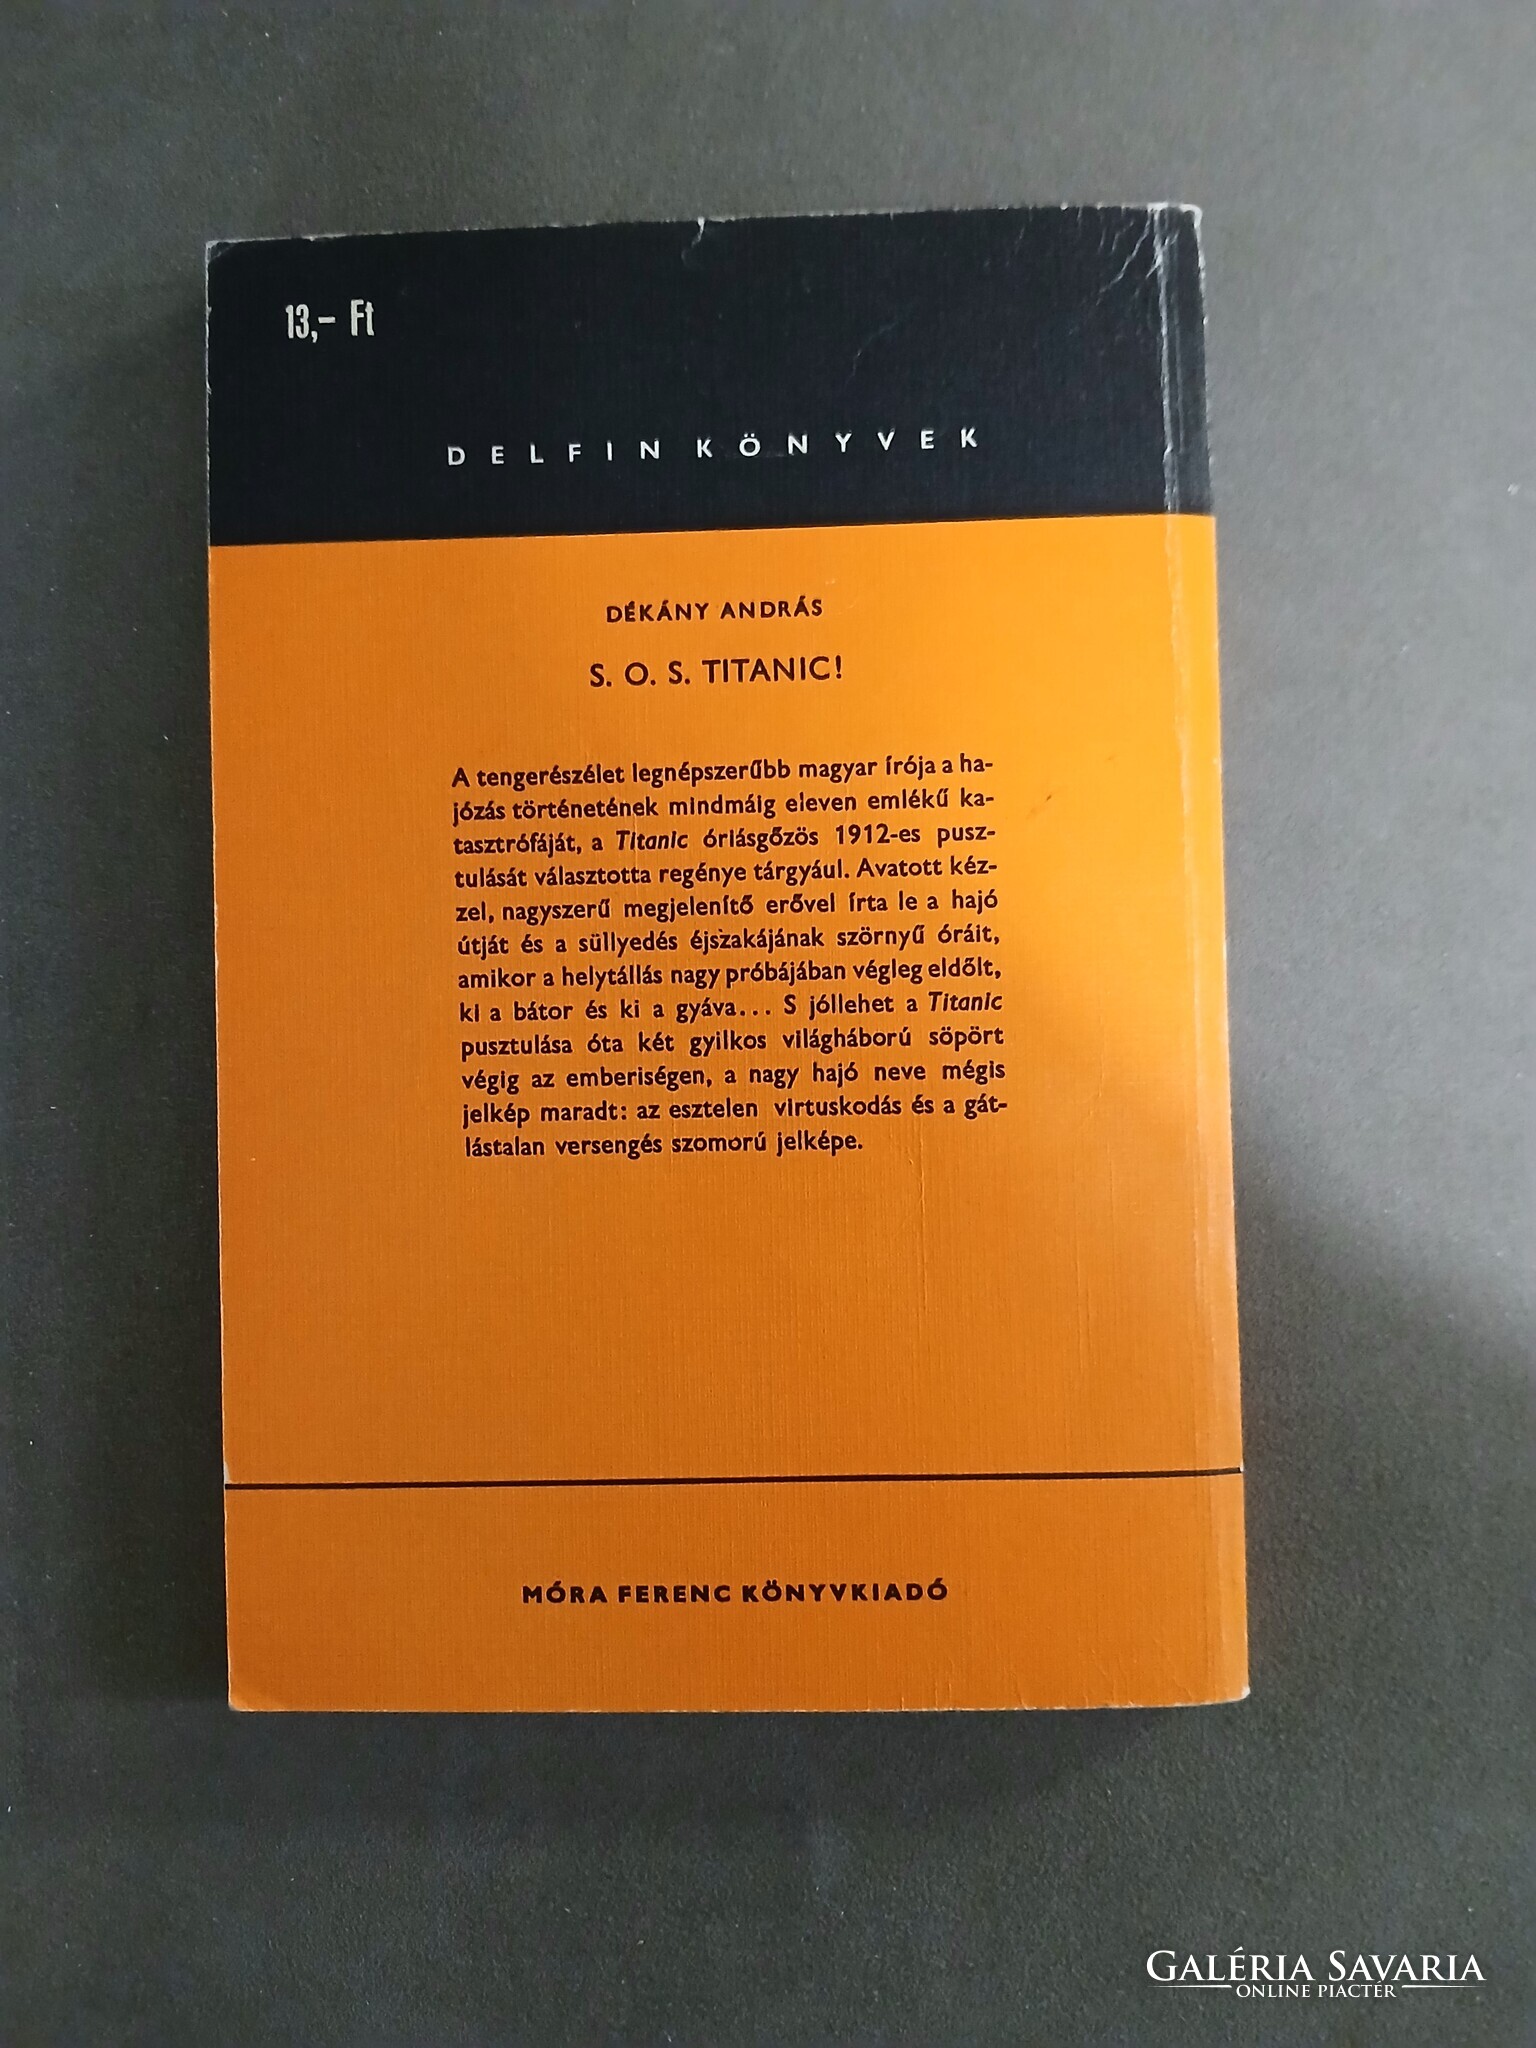 13,– Ft
DELFIN KÖNYVEK
DÉKÁNY ANDRÁS
S. O. S. TITANIC!
A tengerészélet legnépszerűbb magyar írója a ha-
józás történetének mindmáig eleven emlékű ka-
tasztrófáját, a Titanic óriásgőzös 1912-es pusz-
tulását választotta regénye tárgyául. Avatott kéz-
zel, nagyszerű megjelenítő erővel írta le a hajó
útját és a süllyedés éjszakájának szörnyű óráit,
amikor a helytállás nagy próbájában végleg eldőlt,
ki a bátor és ki a gyáva... S jóllehet a Titanic
pusztulása óta két gyilkos világháború söpört
végig az emberiségen, a nagy hajó neve mégis
jelkép maradt: az esztelen virtuskodás és a gát-
lástalan versengés szomorú jelképe.
MÓRA FERENC KÖNYVKIADÓ
GALÉRIA SAVARIA
ONLINE PIACTÉR